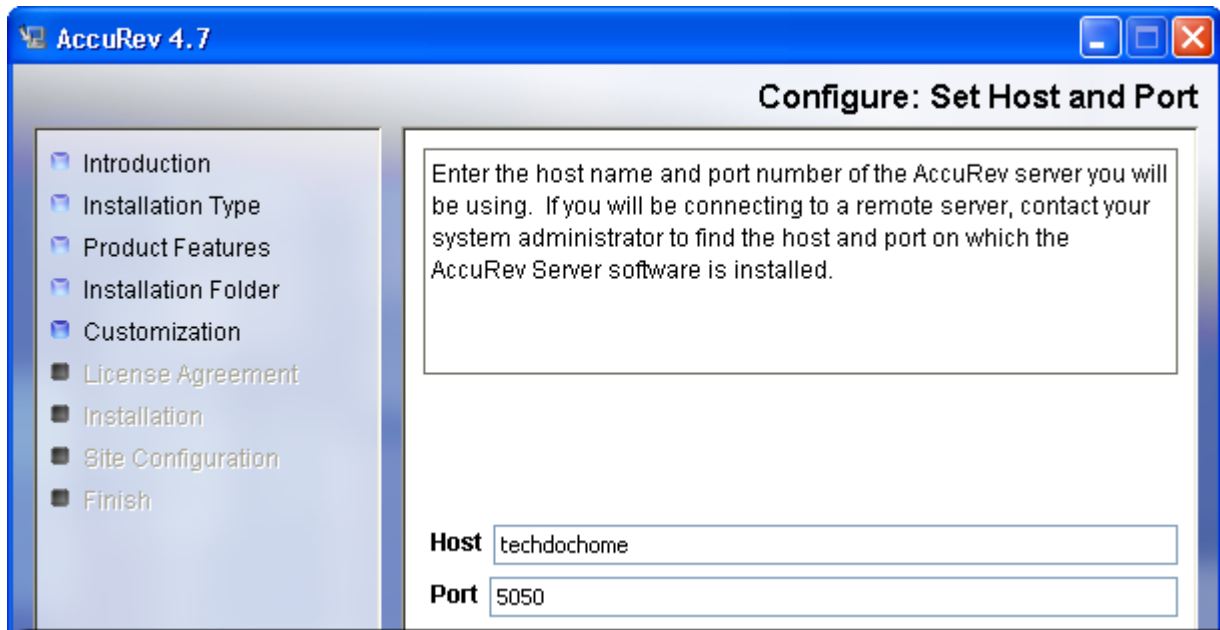 AccuRev 4.7
Configure: Set Host and Port
Introduction
Installation Type
Product Features
Installation Folder
Customization
License Agreement
Installation
Site Configuration
Finish
Enter the host name and port number of the AccuRev server you will
be using.  If you will be connecting to a remote server, contact your
system administrator to find the host and port on which the
AccuRev Server software is installed.
Host techdochome
Port 5050